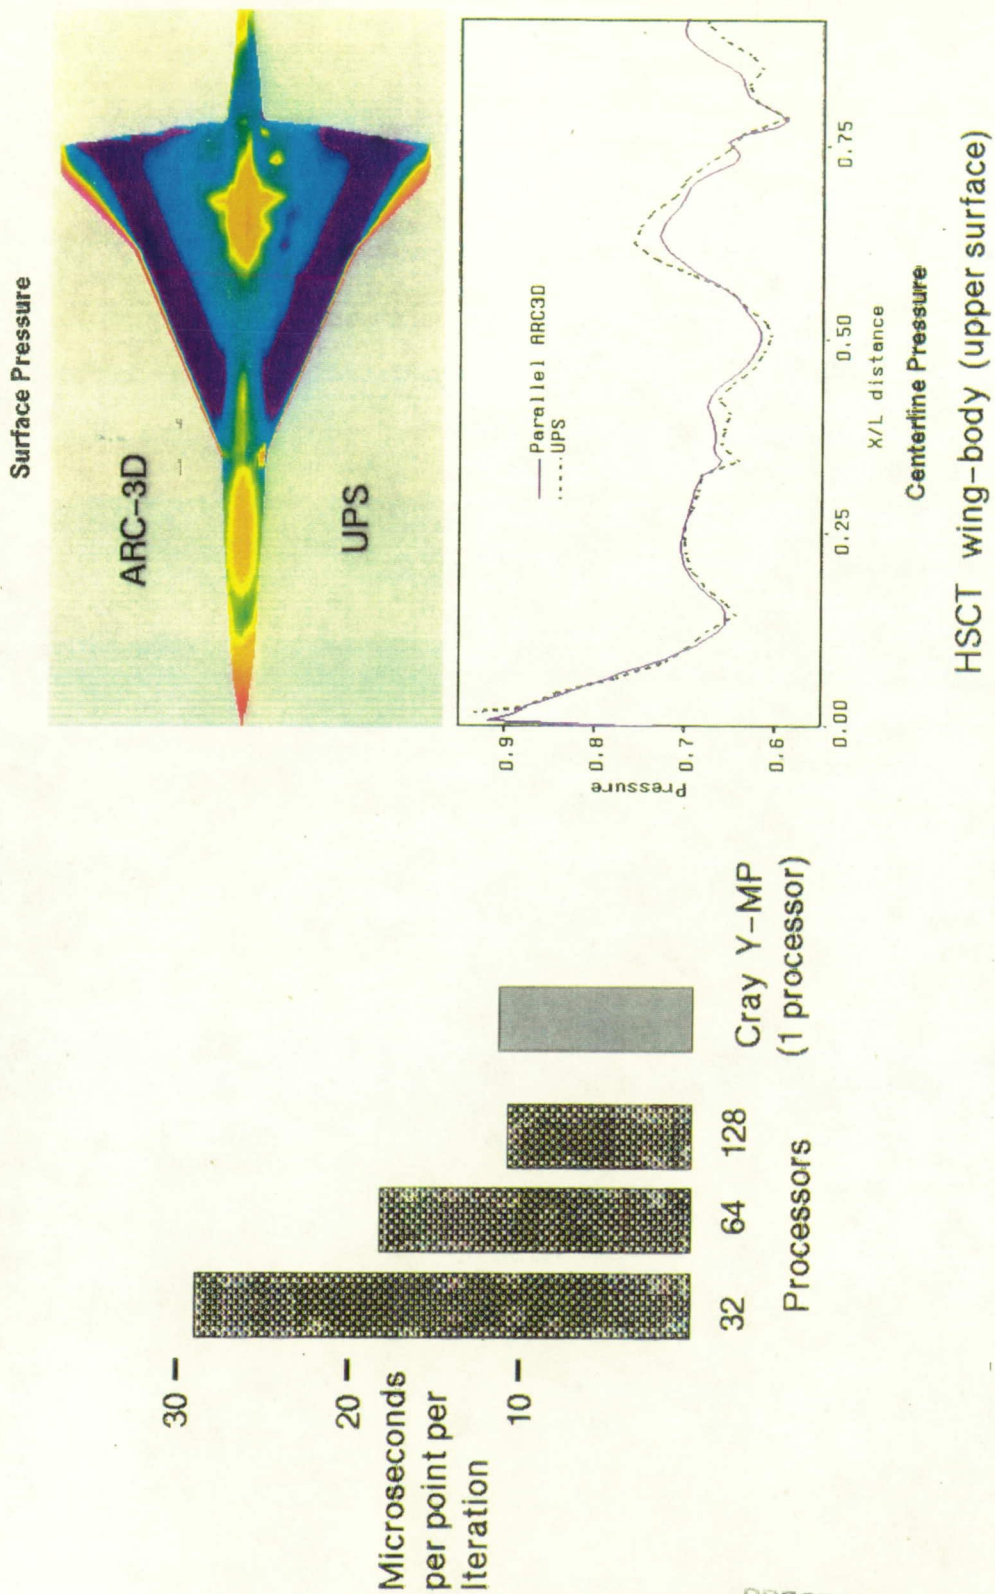 Microseconds
per point per
Iteration
30
20
10
32
64
128
Processors
Cray Y-MP
(1 processor)
Surface Pressure
ARC-3D
UPS
Parallel ARC3D
UPS
Pressure
0.9
0.8
0.7
0.6
0.00
0.25
0.50
0.75
X/L distance
Centerline Pressure
HSCT wing-body (upper surface)